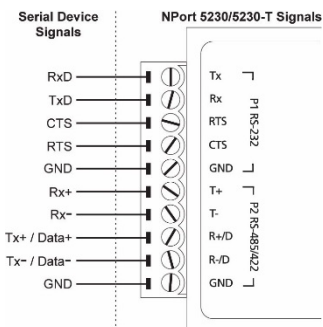 Serial Device Signals
NPort 5230/5230-T Signals
RxD Tx
TxD Rx
CTS RTS
RTS CTS
GND GND
P1 RS-232
Rx+ T+
Rx- T-
Tx+ / Data+ R+/D
Tx- / Data- R-/D
GND GND
P2 RS-485/422